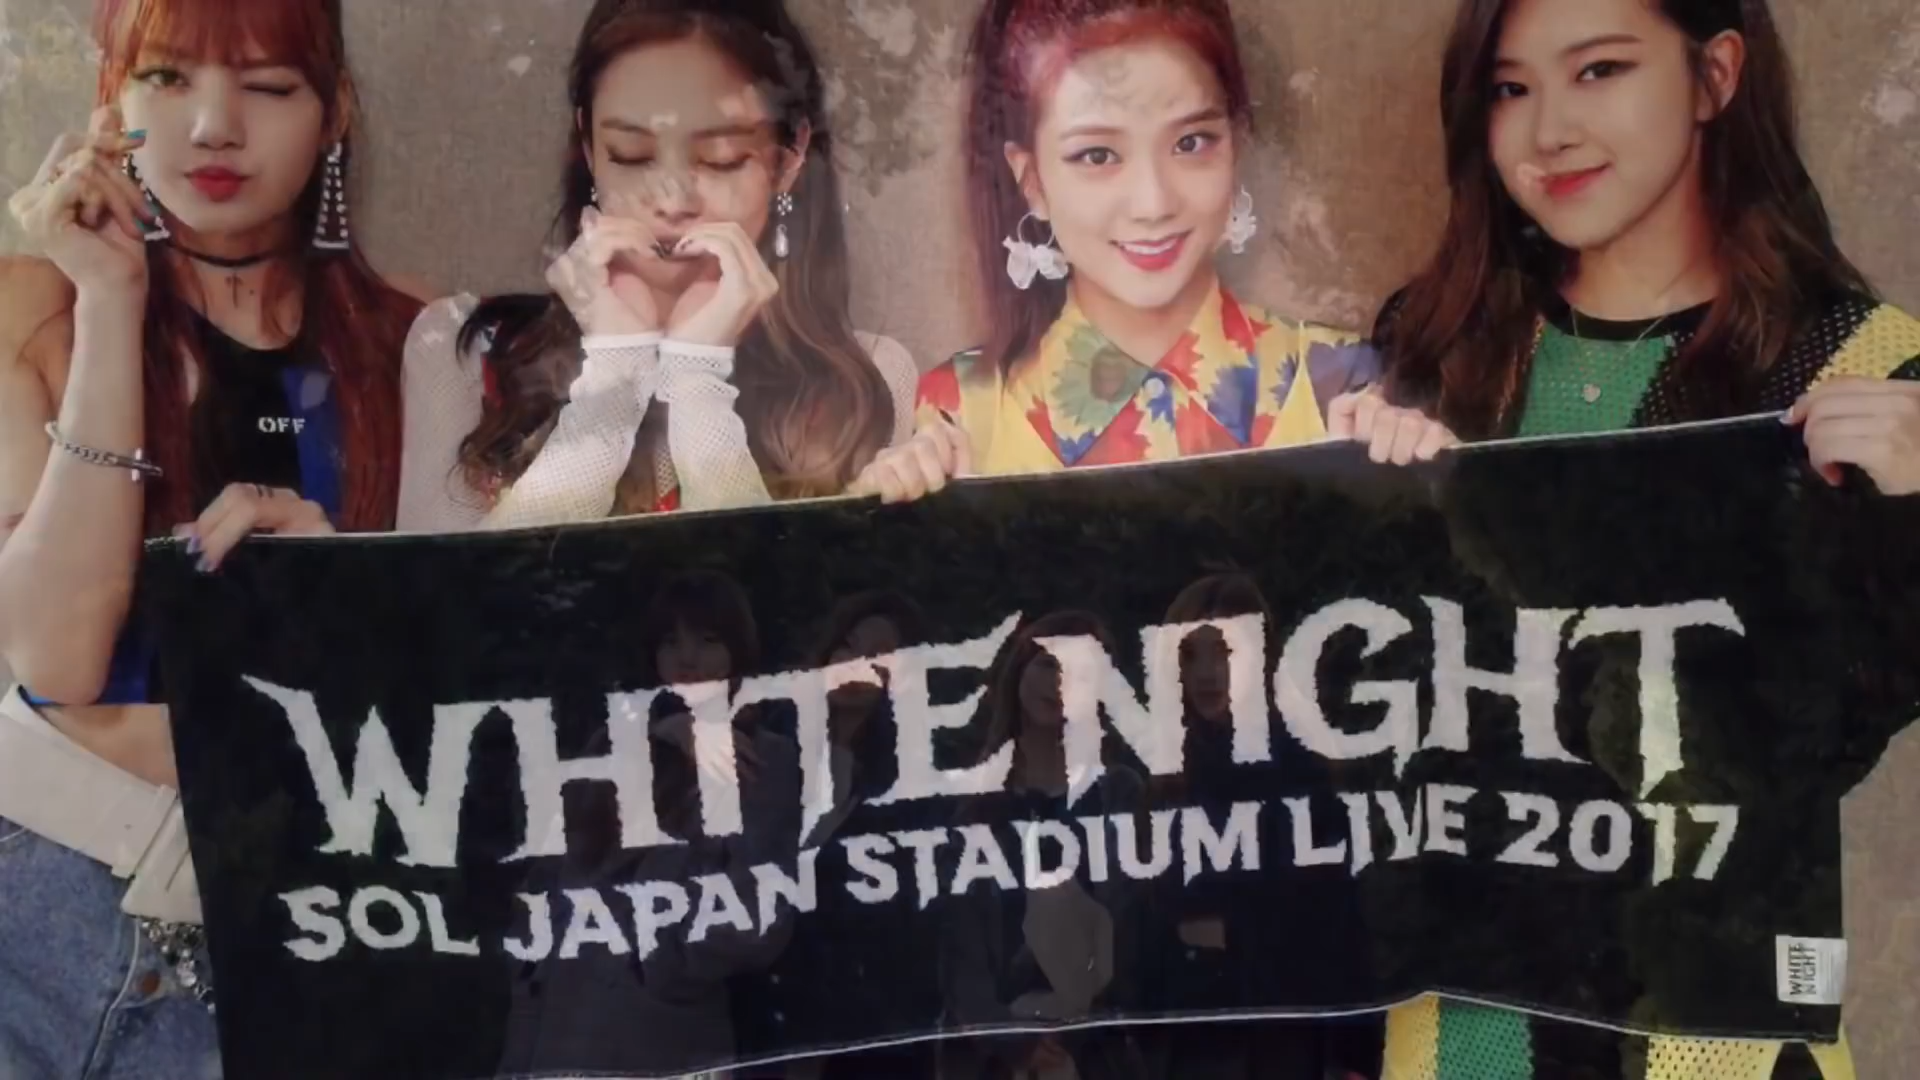 OFF
WHITE NIGHT
SOL JAPAN STADIUM LIVE 2017
WHITE
NIGHT